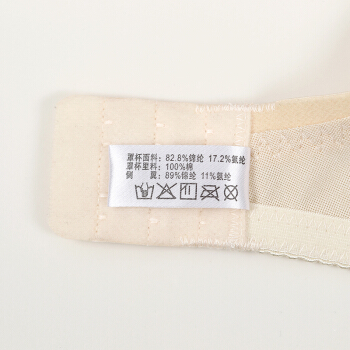 罩杯面料: 82.8%锦纶 17.2%氨纶
罩杯里料: 100%棉
侧 翼: 89%锦纶 11%氨纶